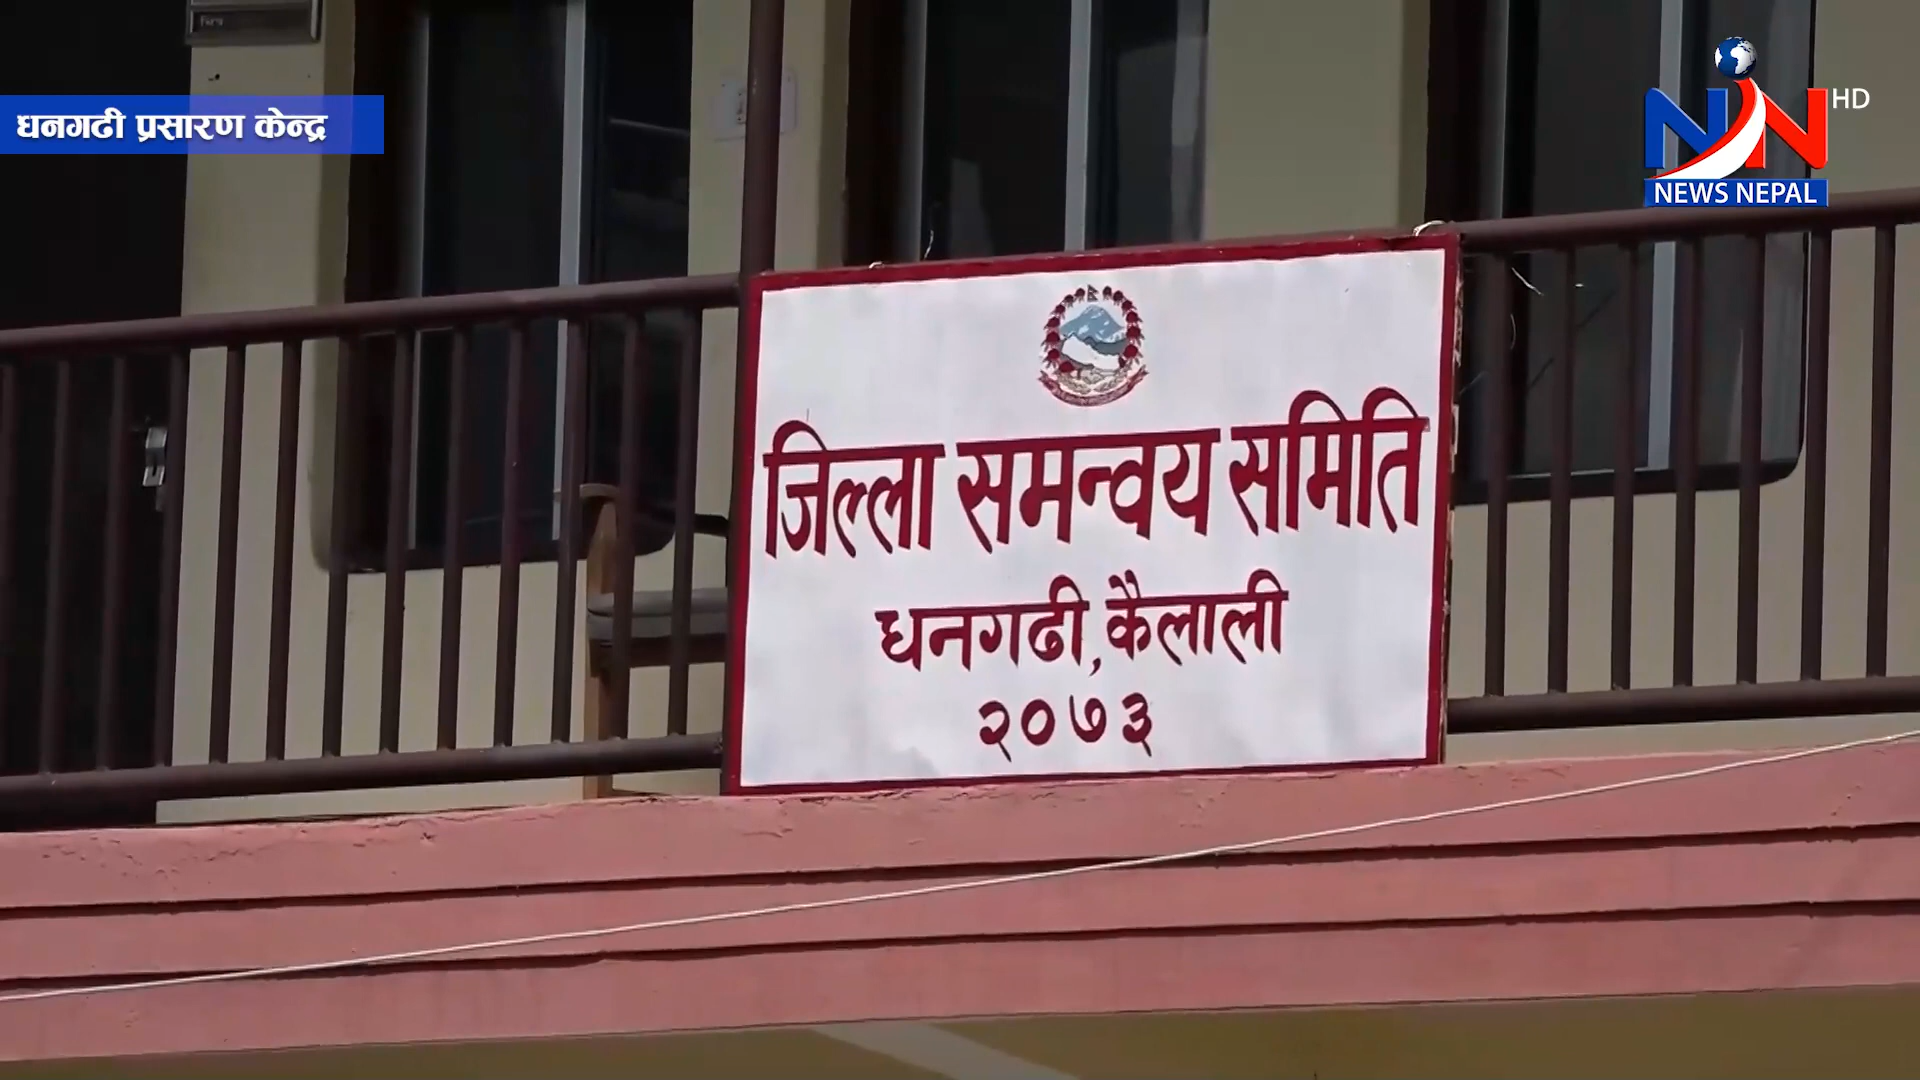 धनगढी प्रसारण केन्द्र
HD
NEWS NEPAL
जिल्ला समन्वय समिति
धनगढी, कैलाली
२०७३